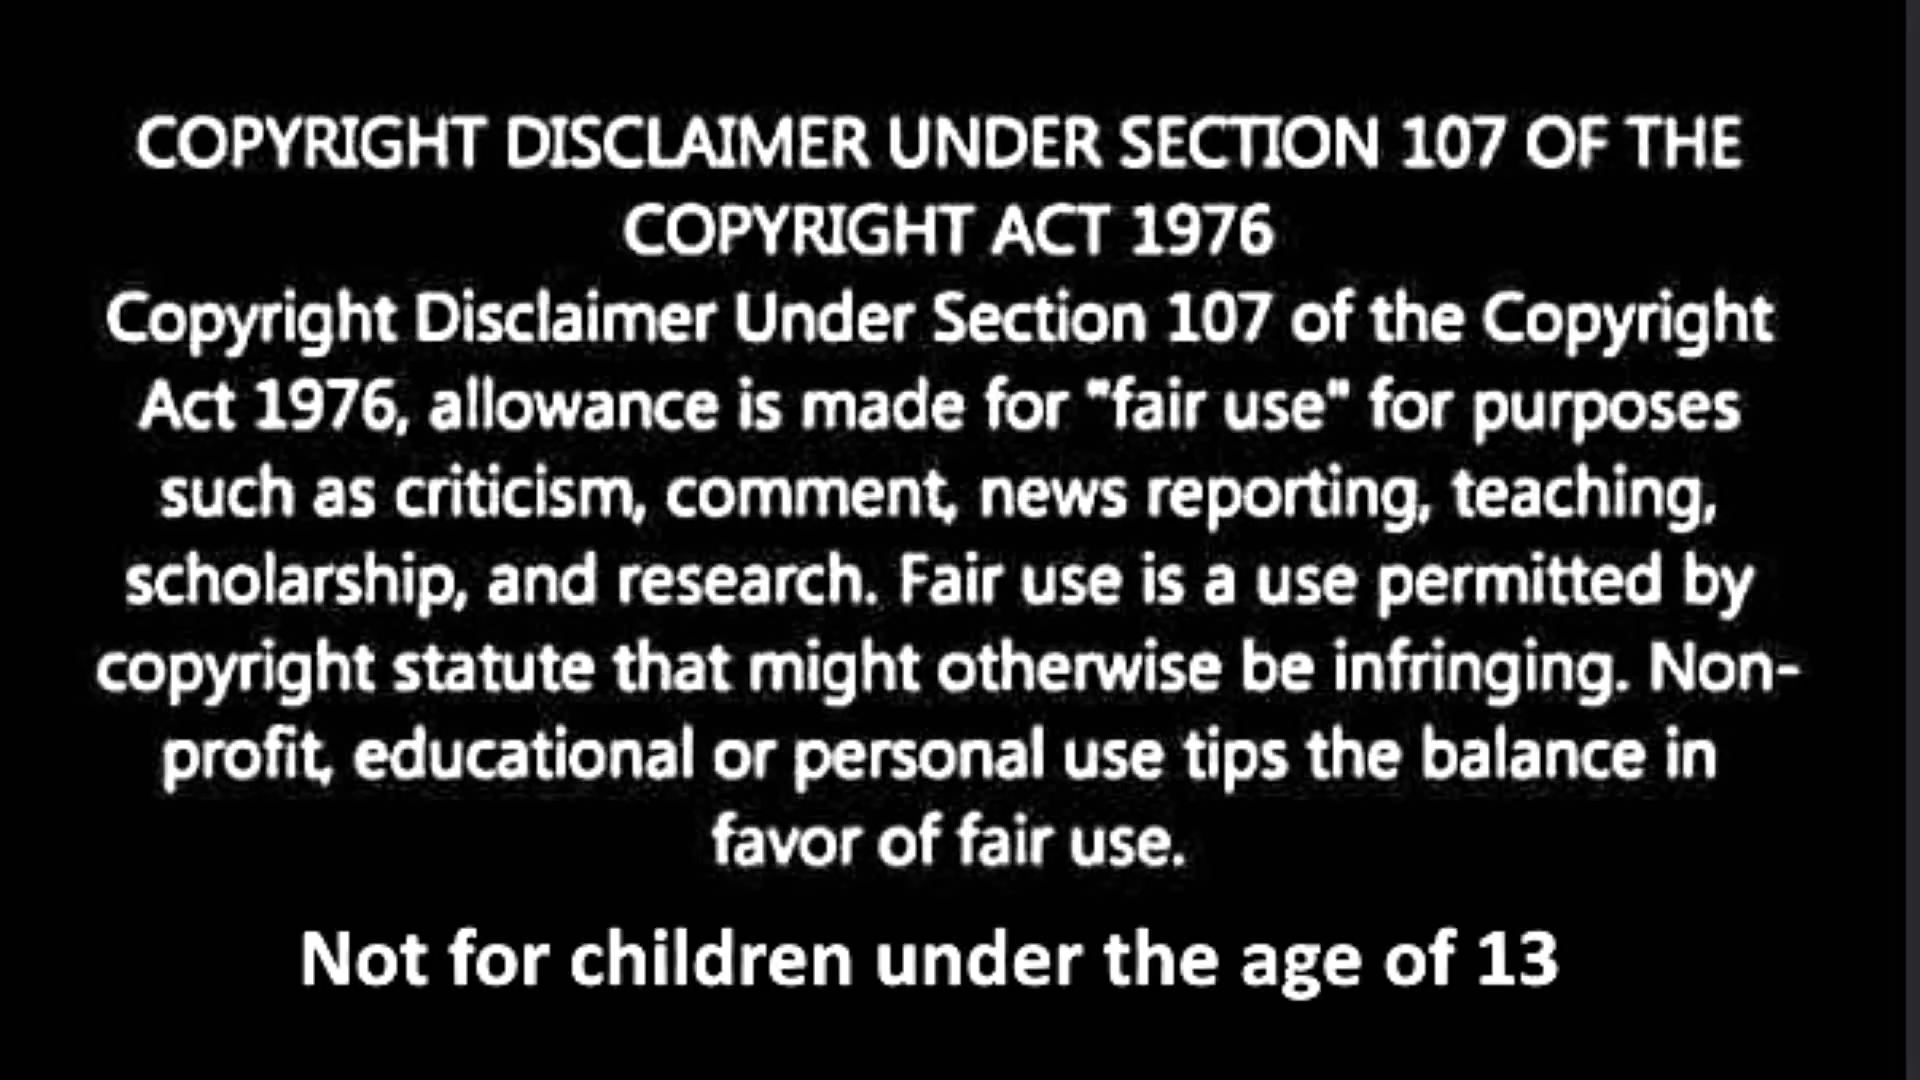 COPYRIGHT DISCLAIMER UNDER SECTION 107 OF THE
COPYRIGHT ACT 1976
Copyright Disclaimer Under Section 107 of the Copyright
Act 1976, allowance is made for "fair use" for purposes
such as criticism, comment, news reporting, teaching,
scholarship, and research. Fair use is a use permitted by
copyright statute that might otherwise be infringing. Non-
profit, educational or personal use tips the balance in
favor of fair use.
Not for children under the age of 13